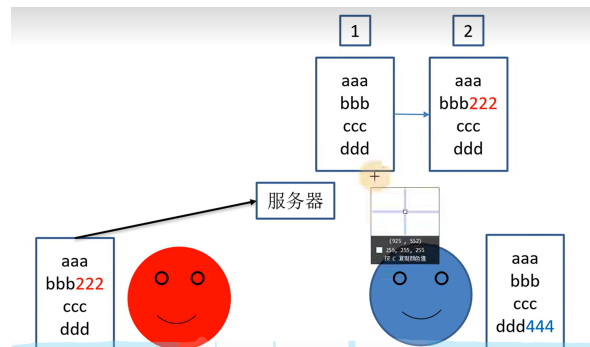 1
2
aaa
bbb
ccc
ddd
aaa
bbb222
ccc
ddd
服务器
(925 , 552)
255, 255, 255
aaa
bbb222
ccc
ddd
aaa
bbb
ccc
ddd444